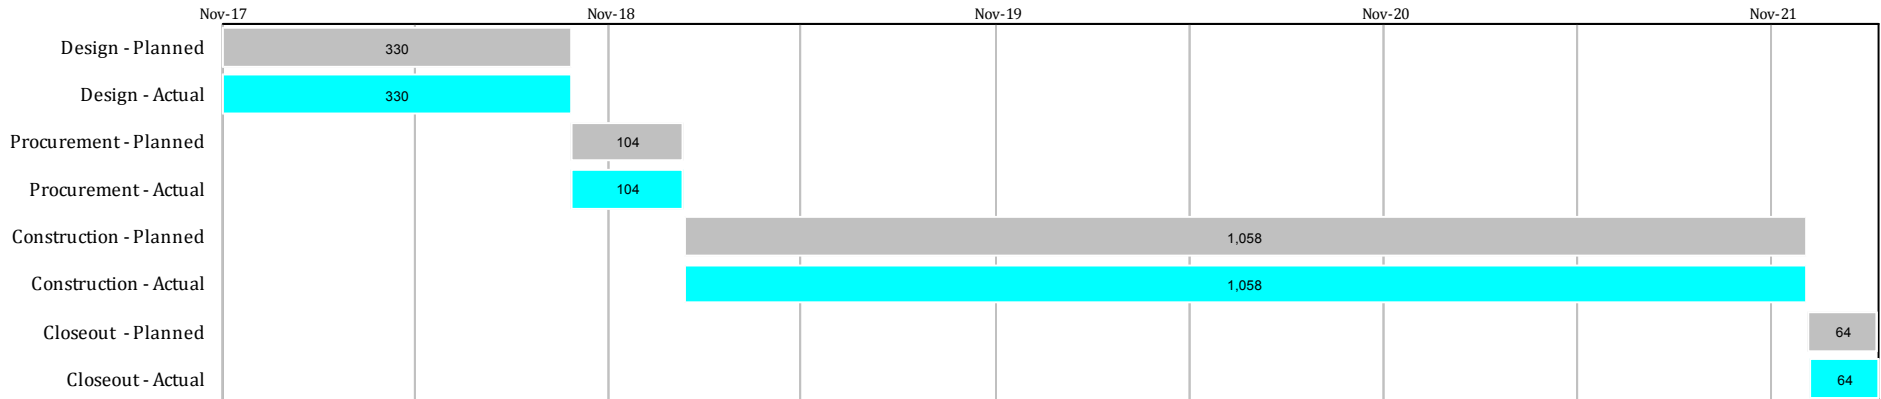 Nov-17 Nov-18 Nov-19 Nov-20 Nov-21
Design - Planned 330
Design - Actual 330
Procurement - Planned 104
Procurement - Actual 104
Construction - Planned 1,058
Construction - Actual 1,058
Closeout - Planned 64
Closeout - Actual 64